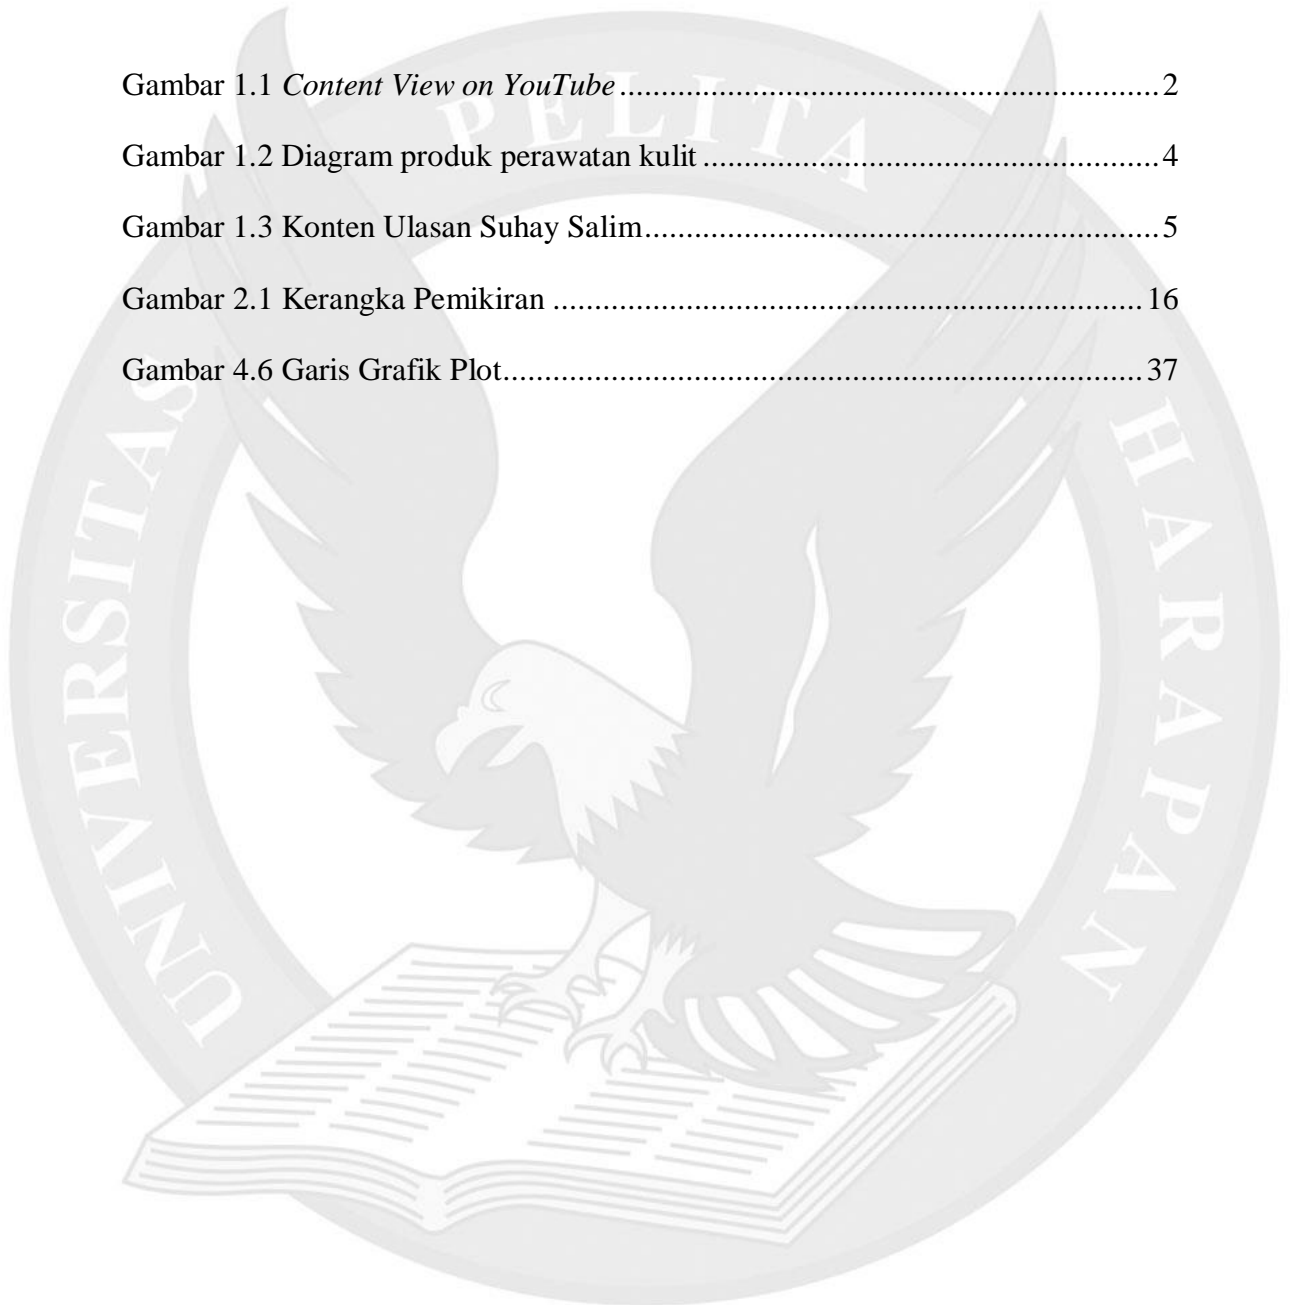 Gambar 1.1 Content View on YouTube.....................................................................2
Gambar 1.2 Diagram produk perawatan kulit..........................................................4
Gambar 1.3 Konten Ulasan Suhay Salim.................................................................5
Gambar 2.1 Kerangka Pemikiran...........................................................................16
Gambar 4.6 Garis Grafik Plot.................................................................................37
UNIVERSITAS PELITA HARAPAN